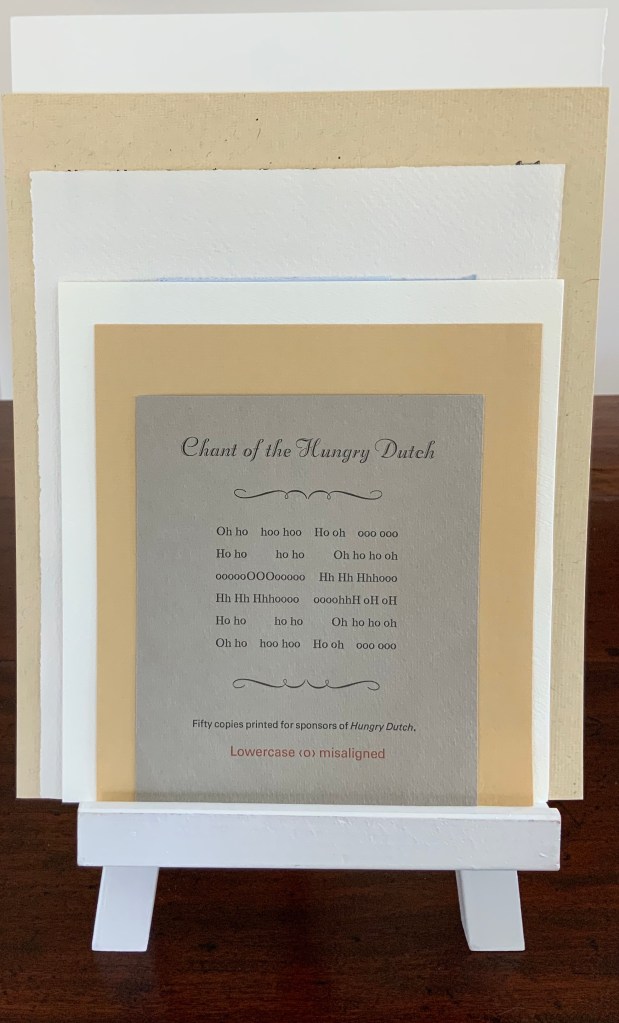 Chant of the Hungry Dutch
Oh ho hoo hoo Ho oh ooo ooo
Ho ho ho ho Oh ho ho oh
oooooOOOooooo Hh Hh Hhhooo
Hh Hh Hhhoooo oooohhH oH oH
Ho ho ho ho Oh ho ho oh
Oh ho hoo hoo Ho oh ooo ooo
Fifty copies printed for sponsors of Hungry Dutch.
Lowercase ‹o› misaligned